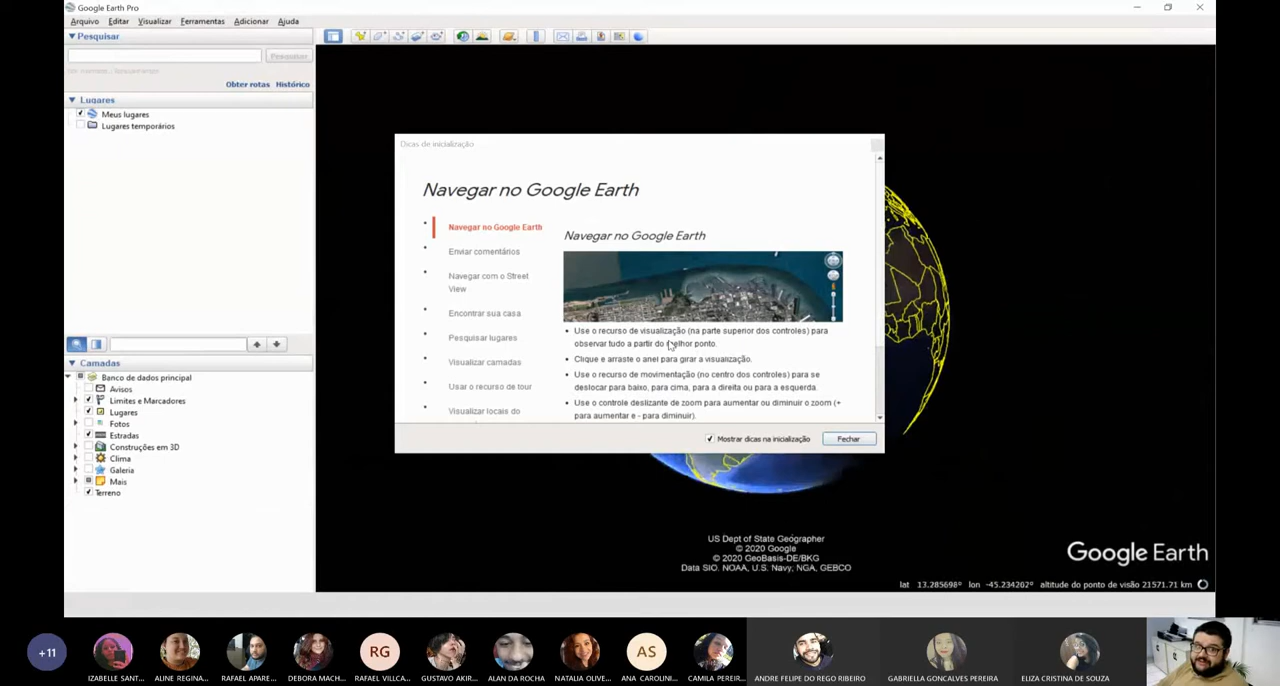 Google Earth Pro
Arquivo Editar Visualizar Ferramentas Adicionar Ajuda
Pesquisar
Pesquisar
Obter rotas Histórico
Lugares
Meus lugares
Lugares temporários
Camadas
Banco de dados principal
Avisos
Limites e Marcadores
Lugares
Fotos
Estradas
Construções em 3D
Clima
Galeria
Mais
Terreno
Dicas de inicialização
Navegar no Google Earth
Navegar no Google Earth
Enviar comentários
Navegar com o Street
View
Encontrar sua casa
Pesquisar lugares
Visualizar camadas
Usar o recurso de tour
Visualizar locais do
Navegar no Google Earth
Use o recurso de visualização (na parte superior dos controles) para
observar tudo a partir do melhor ponto.
Clique e arraste o anel para girar a visualização.
Use o recurso de movimentação (no centro dos controles) para se
deslocar para baixo, para cima, para a direita ou para a esquerda.
Use o controle deslizante de zoom para aumentar ou diminuir o zoom (+
para aumentar e - para diminuir).
Mostrar dicas na inicialização
Fechar
US Dept of State Geographer
© 2020 Google
© 2020 GeoBasis-DE/BKG
Data SIO, NOAA, U.S. Navy, NGA, GEBCO
Google Earth
lat 13.285698° lon -45.234202° altitude do ponto de visão 21571.71 km
+11
RG
AS
IZABELLE SANT... ALINE REGINA... RAFAEL APARE... DEBORA MACH... RAFAEL VILLCA... GUSTAVO AKIR... ALAN DA ROCHA NATALIA OLIVE... ANA CAROLINI... CAMILA PEREIR... ANDRE FELIPE DO REGO RIBEIRO GABRIELLA GONCALVES PEREIRA ELIZA CRISTINA DE SOUZA